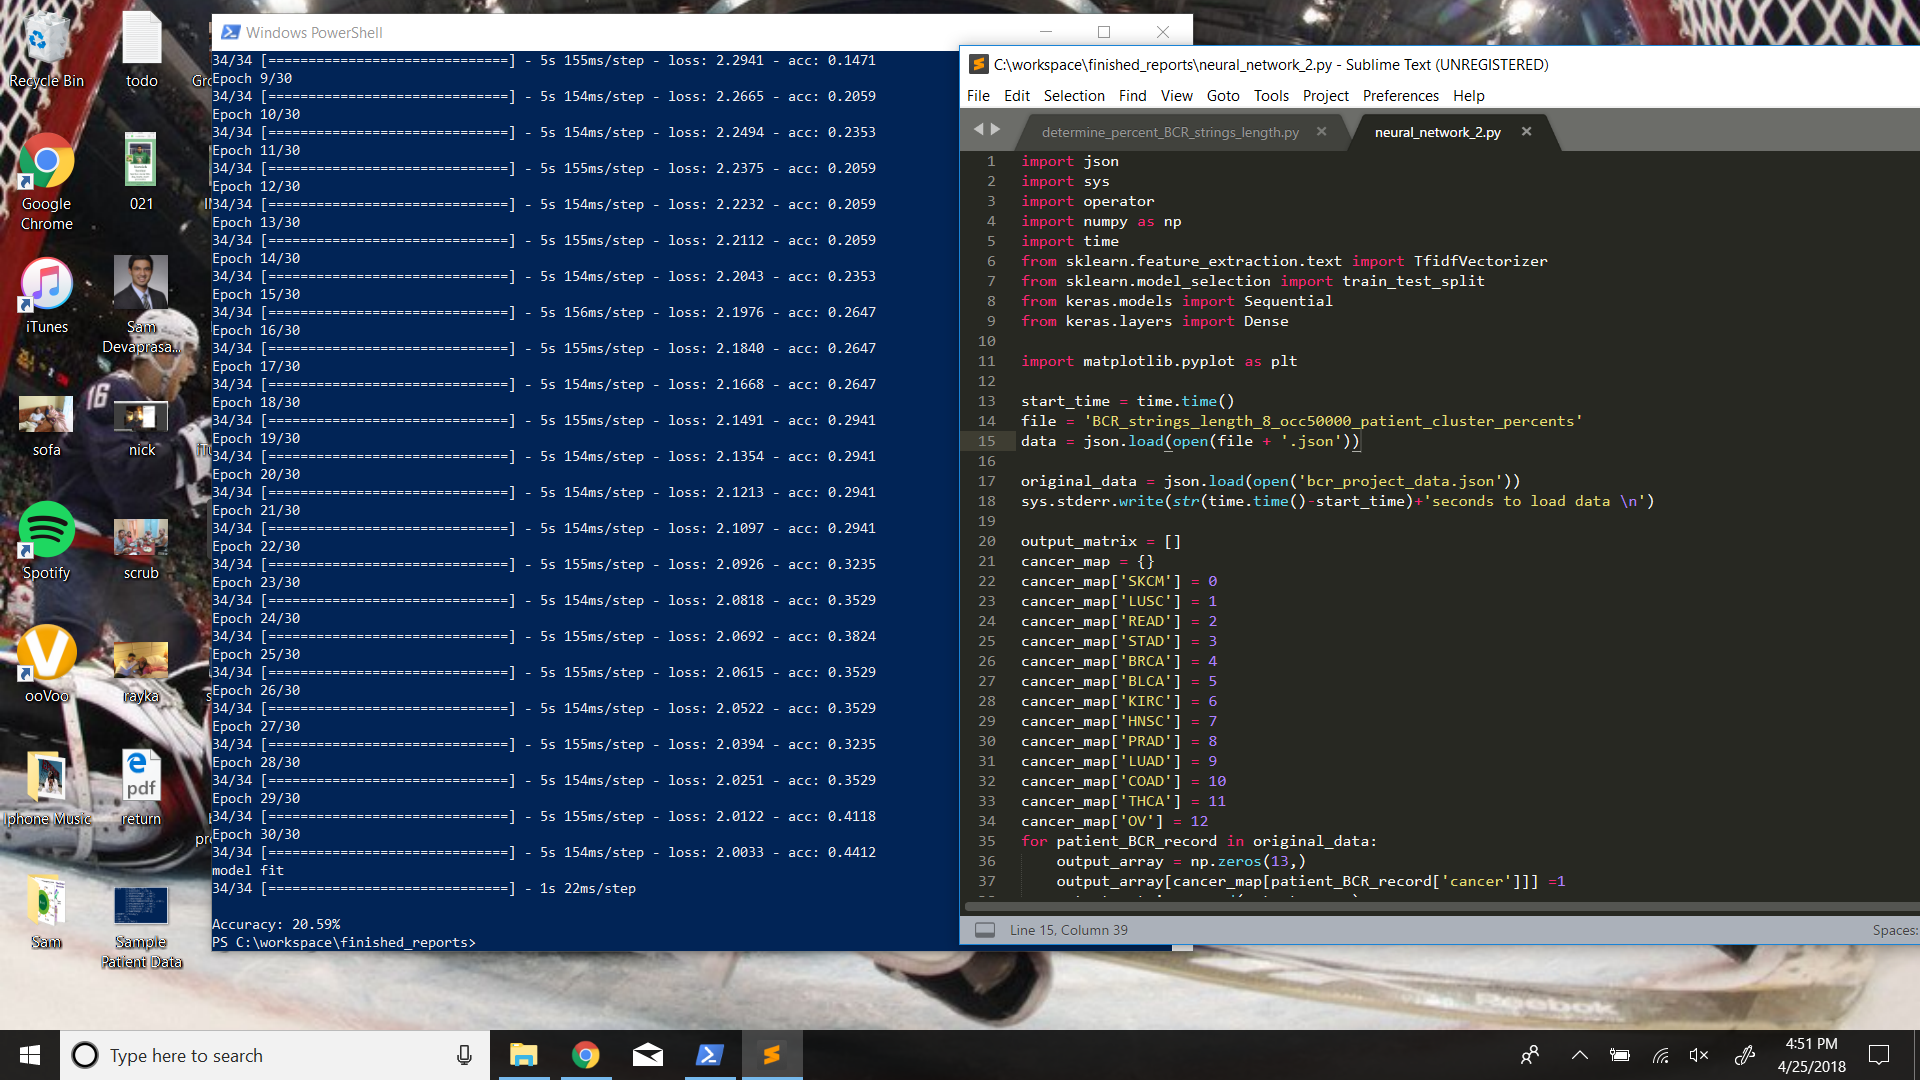 Recycle Bin
todo
Google Chrome
021
iTunes
Sam Devaprasa...
sofa
nick
Spotify
scrub
ooVoo
rayka
Iphone Music
return
Sam
Sample Patient Data
16
pdf
Reebok
Windows PowerShell
34/34 [==============================] - 5s 155ms/step - loss: 2.2941 - acc: 0.1471
Epoch 9/30
34/34 [==============================] - 5s 154ms/step - loss: 2.2665 - acc: 0.2059
Epoch 10/30
34/34 [==============================] - 5s 154ms/step - loss: 2.2494 - acc: 0.2353
Epoch 11/30
34/34 [==============================] - 5s 155ms/step - loss: 2.2375 - acc: 0.2059
Epoch 12/30
34/34 [==============================] - 5s 154ms/step - loss: 2.2232 - acc: 0.2059
Epoch 13/30
34/34 [==============================] - 5s 155ms/step - loss: 2.2112 - acc: 0.2059
Epoch 14/30
34/34 [==============================] - 5s 154ms/step - loss: 2.2043 - acc: 0.2353
Epoch 15/30
34/34 [==============================] - 5s 156ms/step - loss: 2.1976 - acc: 0.2647
Epoch 16/30
34/34 [==============================] - 5s 155ms/step - loss: 2.1840 - acc: 0.2647
Epoch 17/30
34/34 [==============================] - 5s 154ms/step - loss: 2.1668 - acc: 0.2647
Epoch 18/30
34/34 [==============================] - 5s 155ms/step - loss: 2.1491 - acc: 0.2941
Epoch 19/30
34/34 [==============================] - 5s 154ms/step - loss: 2.1354 - acc: 0.2941
Epoch 20/30
34/34 [==============================] - 5s 154ms/step - loss: 2.1213 - acc: 0.2941
Epoch 21/30
34/34 [==============================] - 5s 154ms/step - loss: 2.1097 - acc: 0.2941
Epoch 22/30
34/34 [==============================] - 5s 155ms/step - loss: 2.0926 - acc: 0.3235
Epoch 23/30
34/34 [==============================] - 5s 154ms/step - loss: 2.0818 - acc: 0.3529
Epoch 24/30
34/34 [==============================] - 5s 155ms/step - loss: 2.0692 - acc: 0.3824
Epoch 25/30
34/34 [==============================] - 5s 155ms/step - loss: 2.0615 - acc: 0.3529
Epoch 26/30
34/34 [==============================] - 5s 154ms/step - loss: 2.0522 - acc: 0.3529
Epoch 27/30
34/34 [==============================] - 5s 155ms/step - loss: 2.0394 - acc: 0.3235
Epoch 28/30
34/34 [==============================] - 5s 154ms/step - loss: 2.0251 - acc: 0.3529
Epoch 29/30
34/34 [==============================] - 5s 155ms/step - loss: 2.0122 - acc: 0.4118
Epoch 30/30
34/34 [==============================] - 5s 154ms/step - loss: 2.0033 - acc: 0.4412
model fit
34/34 [==============================] - 1s 22ms/step
Accuracy: 20.59%
PS C:\workspace\finished_reports>
C:\workspace\finished_reports\neural_network_2.py - Sublime Text (UNREGISTERED)
File Edit Selection Find View Goto Tools Project Preferences Help
determine_percent_BCR_strings_length.py neural_network_2.py
1 import json
2 import sys
3 import operator
4 import numpy as np
5 import time
6 from sklearn.feature_extraction.text import TfidfVectorizer
7 from sklearn.model_selection import train_test_split
8 from keras.models import Sequential
9 from keras.layers import Dense
10
11 import matplotlib.pyplot as plt
12
13 start_time = time.time()
14 file = 'BCR_strings_length_8_occ50000_patient_cluster_percents'
15 data = json.load(open(file + '.json'))
16
17 original_data = json.load(open('bcr_project_data.json'))
18 sys.stderr.write(str(time.time()-start_time)+'seconds to load data \n')
19
20 output_matrix = []
21 cancer_map = {}
22 cancer_map['SKCM'] = 0
23 cancer_map['LUSC'] = 1
24 cancer_map['READ'] = 2
25 cancer_map['STAD'] = 3
26 cancer_map['BRCA'] = 4
27 cancer_map['BLCA'] = 5
28 cancer_map['KIRC'] = 6
29 cancer_map['HNSC'] = 7
30 cancer_map['PRAD'] = 8
31 cancer_map['LUAD'] = 9
32 cancer_map['COAD'] = 10
33 cancer_map['THCA'] = 11
34 cancer_map['OV'] = 12
35 for patient_BCR_record in original_data:
36 output_array = np.zeros(13,)
37 output_array[cancer_map[patient_BCR_record['cancer']]] =1
Line 15, Column 39
Spaces:
Type here to search
4:51 PM
4/25/2018